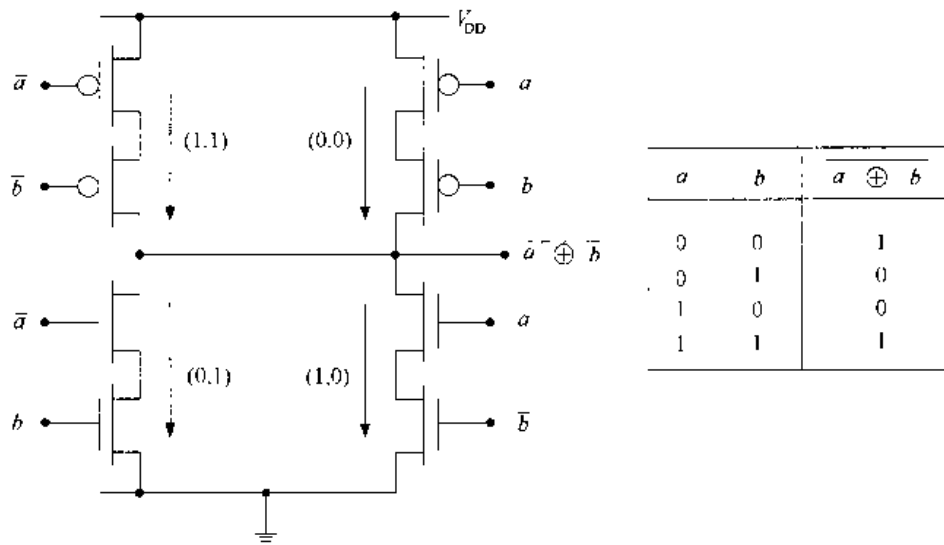 V_DD
a̅ a
(1.1) (0.0)
b̅ b
a̅ ⊕ b̅
a̅ a
(0,1) (1,0)
b b̅
a b \overline{a ⊕ b}
0 0 1
0 1 0
1 0 0
1 1 1